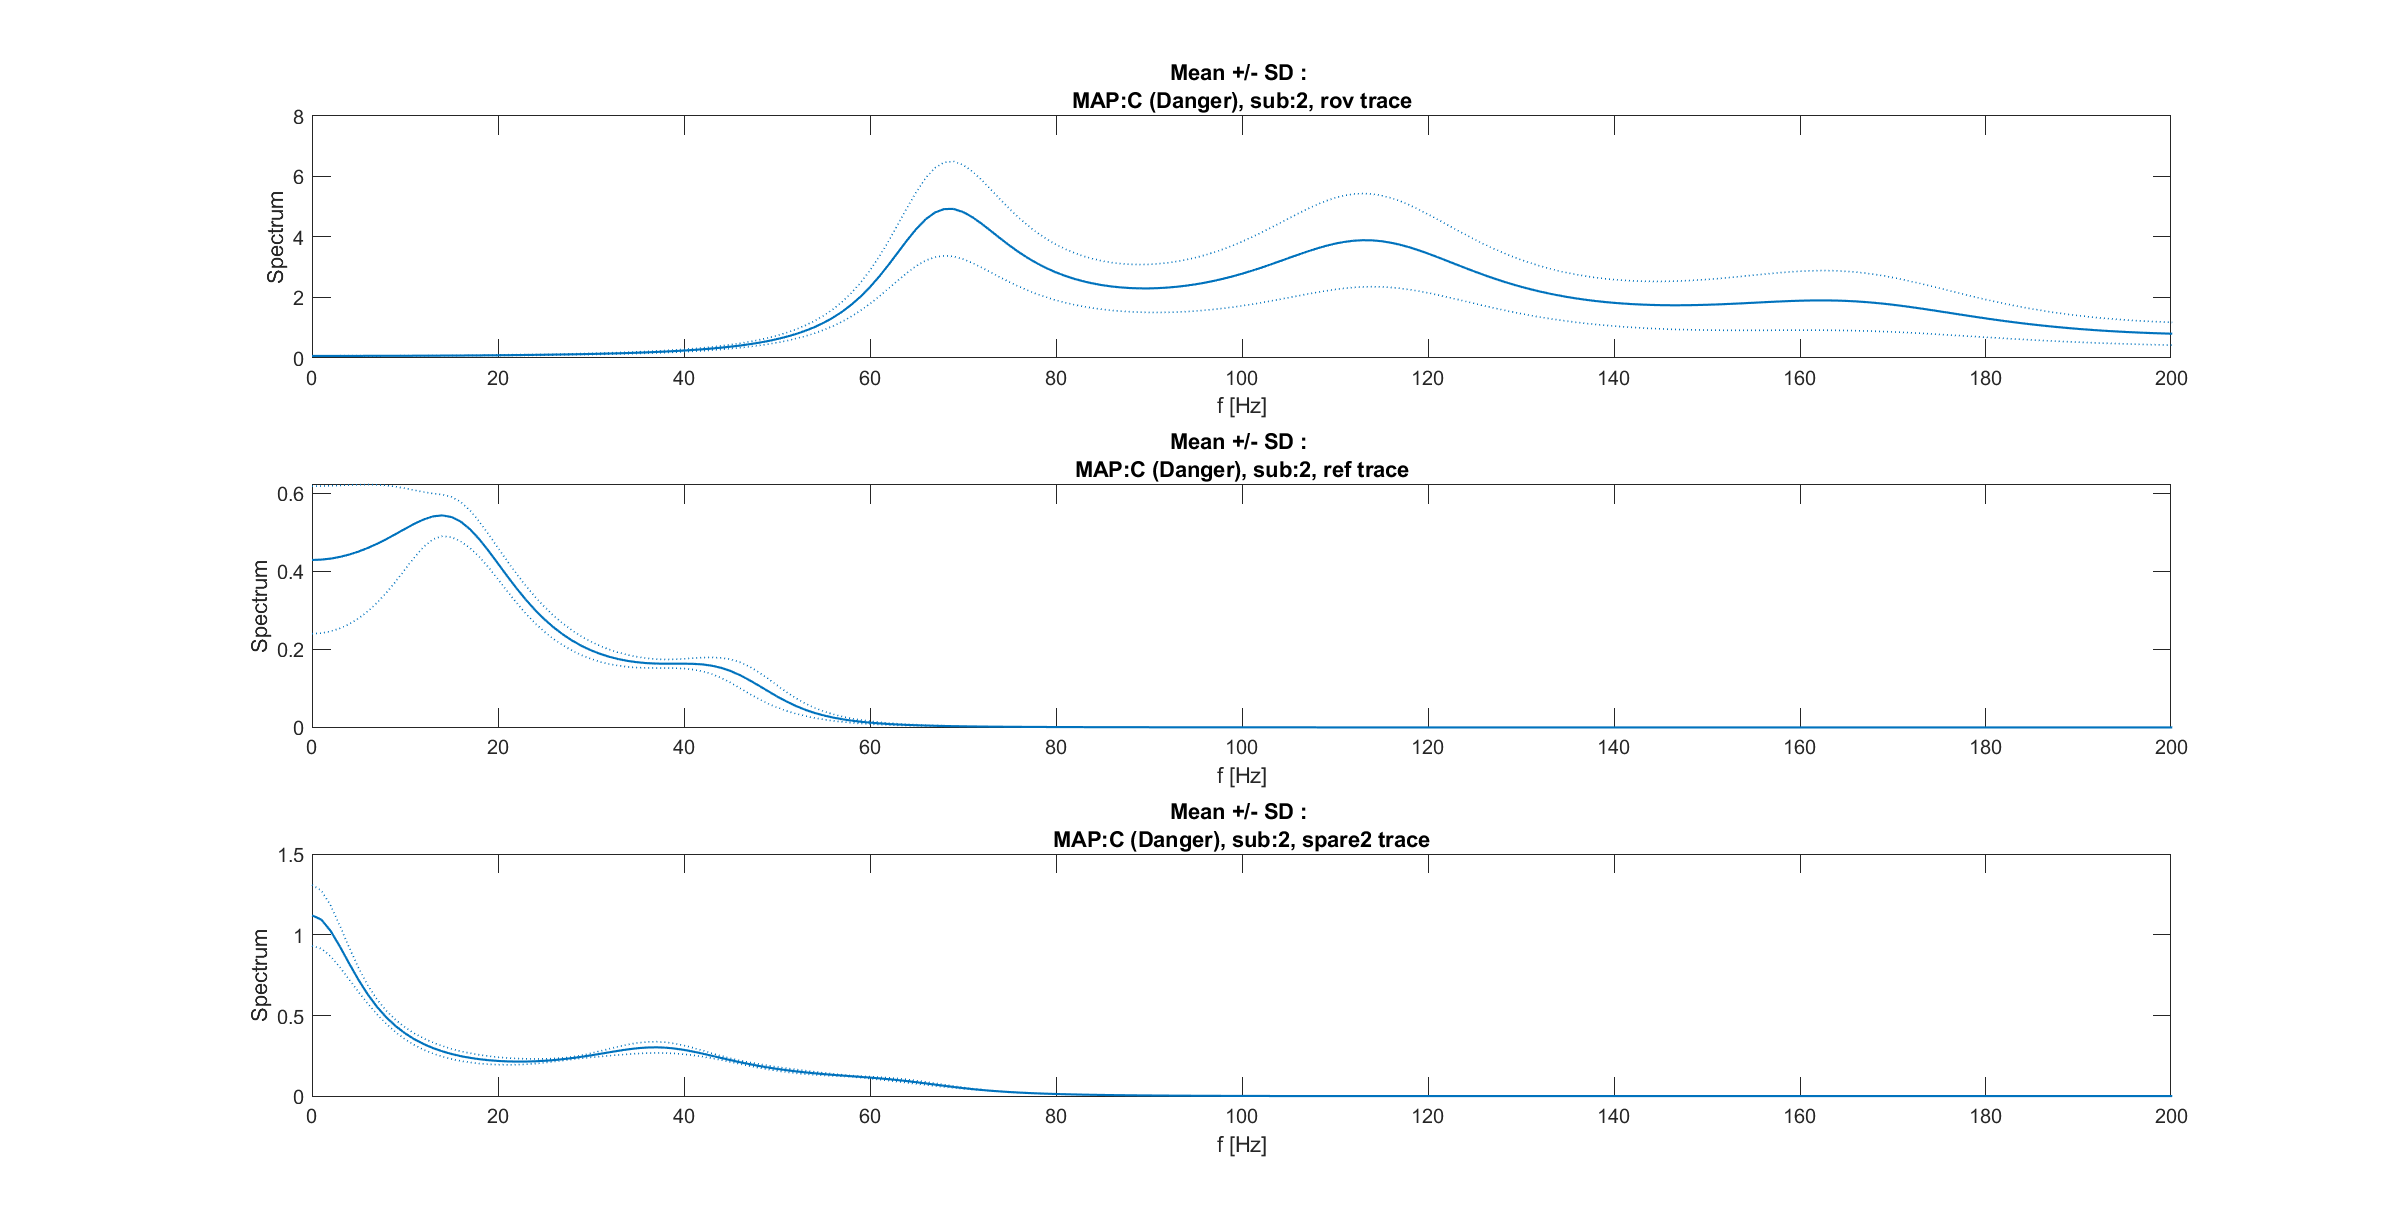 Mean +/- SD :
MAP:C (Danger), sub:2, rov trace
8
6
4
2
0
Spectrum
0 20 40 60 80 100 120 140 160 180 200
f [Hz]
Mean +/- SD :
MAP:C (Danger), sub:2, ref trace
0.6
0.4
0.2
0
Spectrum
0 20 40 60 80 100 120 140 160 180 200
f [Hz]
Mean +/- SD :
MAP:C (Danger), sub:2, spare2 trace
1.5
1
0.5
0
Spectrum
0 20 40 60 80 100 120 140 160 180 200
f [Hz]